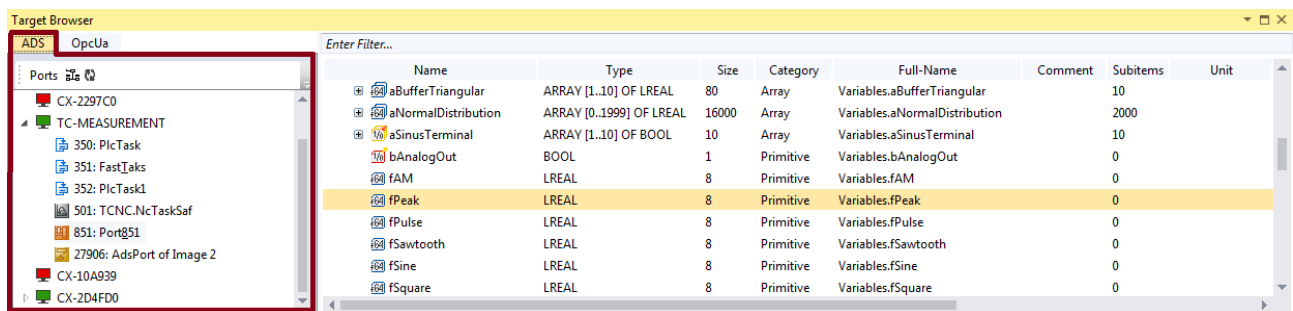 Target Browser
ADS OpcUa
Enter Filter...
Ports
CX-2297C0
TC-MEASUREMENT
350: PlcTask
351: FastTaks
352: PlcTask1
501: TCNC.NcTaskSaf
851: Port851
27906: AdsPort of Image 2
CX-10A939
CX-2D4FD0
Name Type Size Category Full-Name Comment Subitems Unit
aBufferTriangular ARRAY [1..10] OF LREAL 80 Array Variables.aBufferTriangular 10
aNormalDistribution ARRAY [0..1999] OF LREAL 16000 Array Variables.aNormalDistribution 2000
aSinusTerminal ARRAY [1..10] OF BOOL 10 Array Variables.aSinusTerminal 10
bAnalogOut BOOL 1 Primitive Variables.bAnalogOut 0
fAM LREAL 8 Primitive Variables.fAM 0
fPeak LREAL 8 Primitive Variables.fPeak 0
fPulse LREAL 8 Primitive Variables.fPulse 0
fSawtooth LREAL 8 Primitive Variables.fSawtooth 0
fSine LREAL 8 Primitive Variables.fSine 0
fSquare LREAL 8 Primitive Variables.fSquare 0